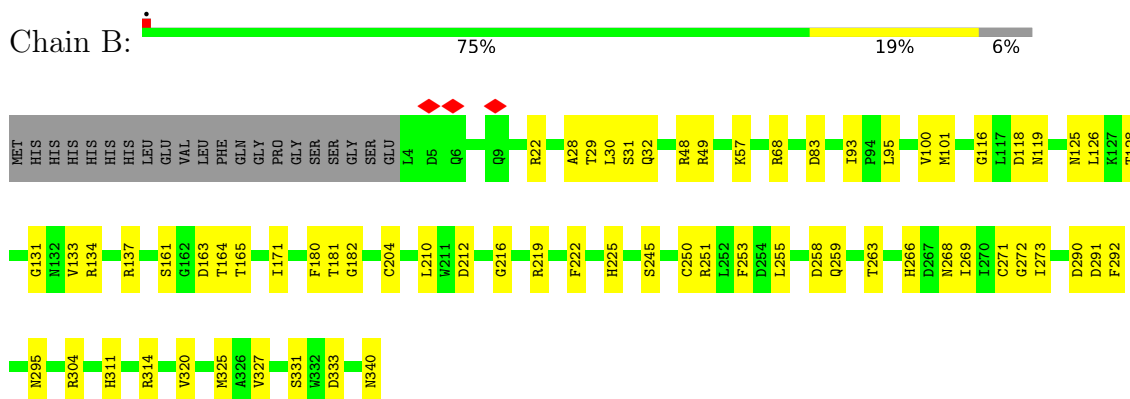 Chain B:
75% 19% 6%
MET HIS HIS HIS HIS HIS HIS LEU GLU VAL LEU PHE GLN GLY PRO GLY SER SER GLY SER GLU L4 D5 Q6 Q9 R22 A28 T29 L30 S31 Q32 R48 R49 K57 R68 D83 I93 P94 L95 V100 M101 G116 L117 D118 N119 N125 L126 K127 T128
G131 N132 V133 R134 R137 S161 G162 D163 T164 T165 I171 F180 T181 G182 C204 L210 W211 D212 G216 R219 F222 H225 S245 C250 R251 L252 F253 D254 L255 D258 Q259 T263 H266 D267 N268 I269 I270 C271 G272 I273 D290 D291 F292
N295 R304 H311 R314 V320 M325 A326 V327 S331 W332 D333 N340